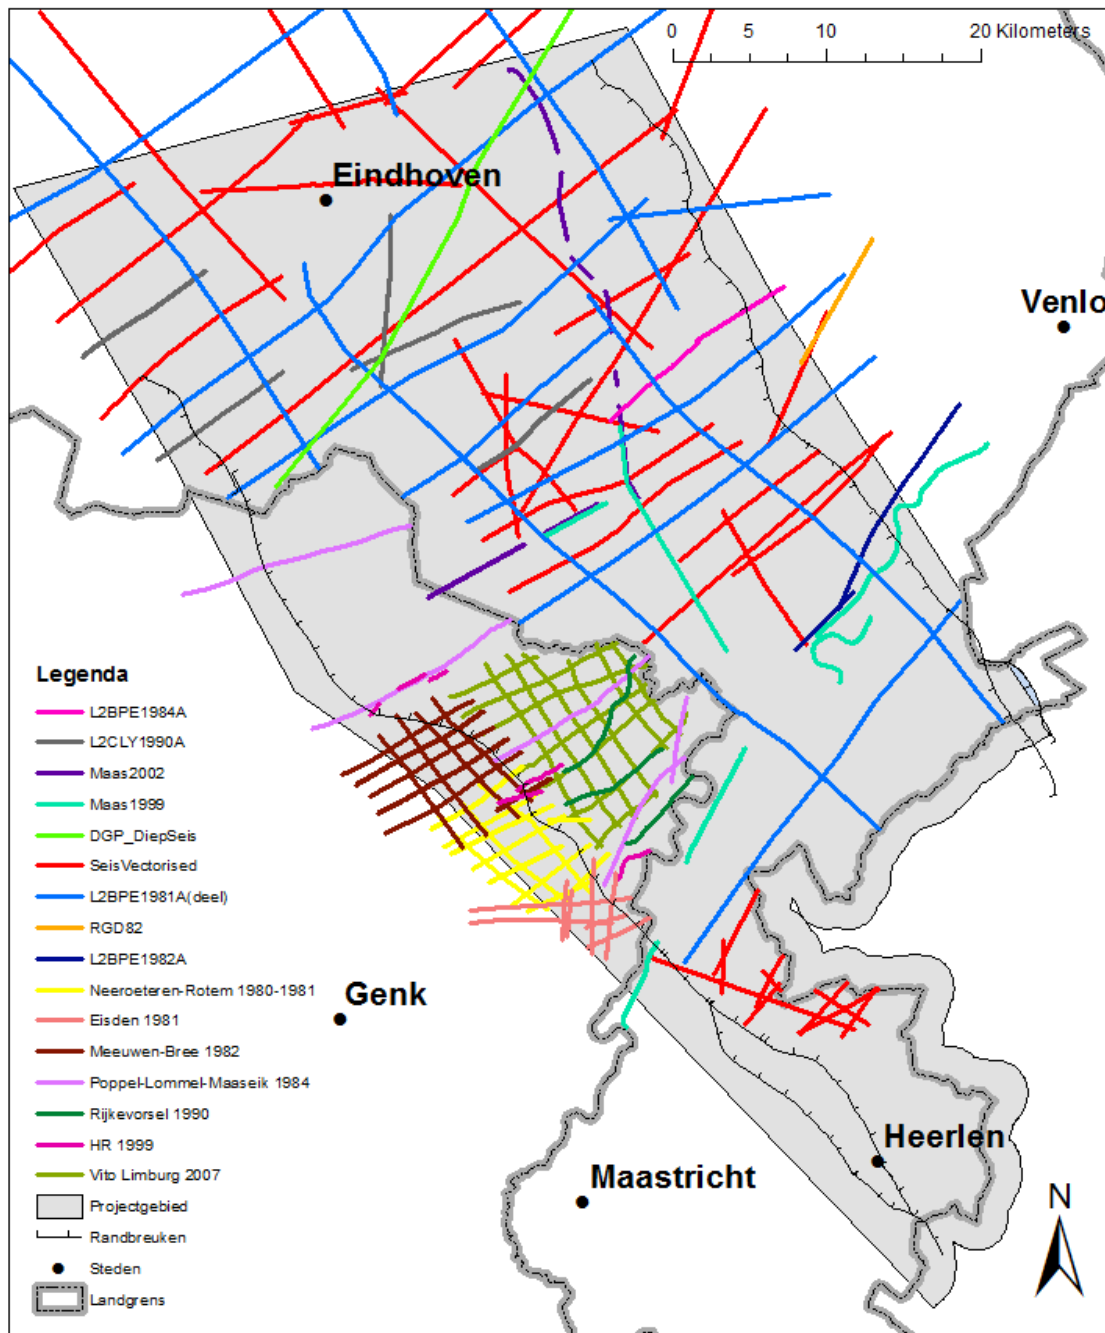 0 5 10 20 Kilometers
Eindhoven
Venlo
Legenda
L2BPE1984A
L2CLY1990A
Maas2002
Maas1999
DGP_DiepSeis
SeisVectorised
L2BPE1981A(deel)
RGD82
L2BPE1982A
Neeroeteren-Rotem 1980-1981
Eisden 1981
Meeuwen-Bree 1982
Poppel-Lommel-Maaseik 1984
Rijkevorsel 1990
HR 1999
Vito Limburg 2007
Projectgebied
Randbreuken
Steden
Landgrens
Genk
Maastricht
Heerlen
N